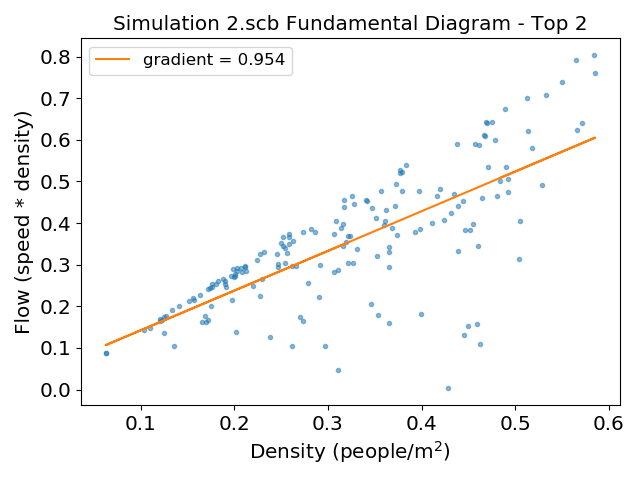 Simulation 2.scb Fundamental Diagram - Top 2
gradient = 0.954
Flow (speed * density)
0.8
0.7
0.6
0.5
0.4
0.3
0.2
0.1
0.0
0.1 0.2 0.3 0.4 0.5 0.6
Density (people/m²)